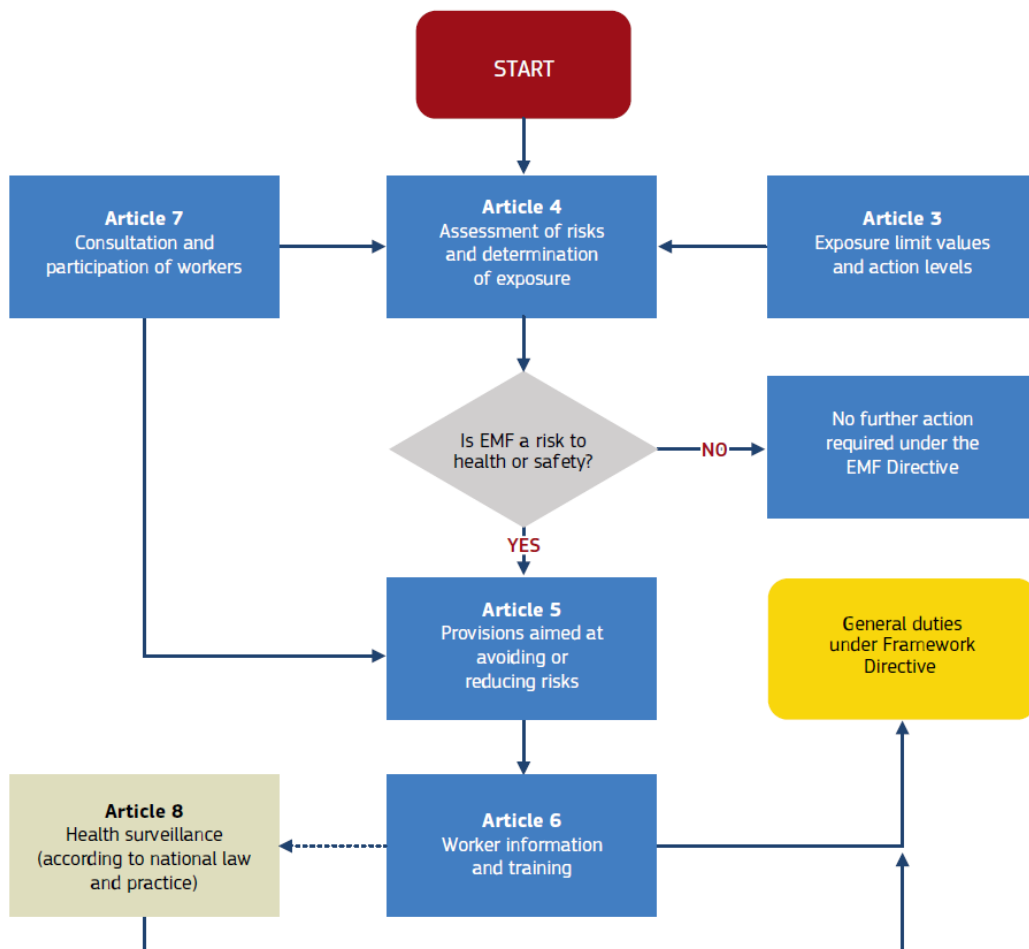 START
Article 7
Consultation and
participation of workers
Article 4
Assessment of risks
and determination
of exposure
Article 3
Exposure limit values
and action levels
Is EMF a risk to
health or safety?
NO
No further action
required under the
EMF Directive
YES
Article 5
Provisions aimed at
avoiding or
reducing risks
General duties
under Framework
Directive
Article 8
Health surveillance
(according to national law
and practice)
Article 6
Worker information
and training